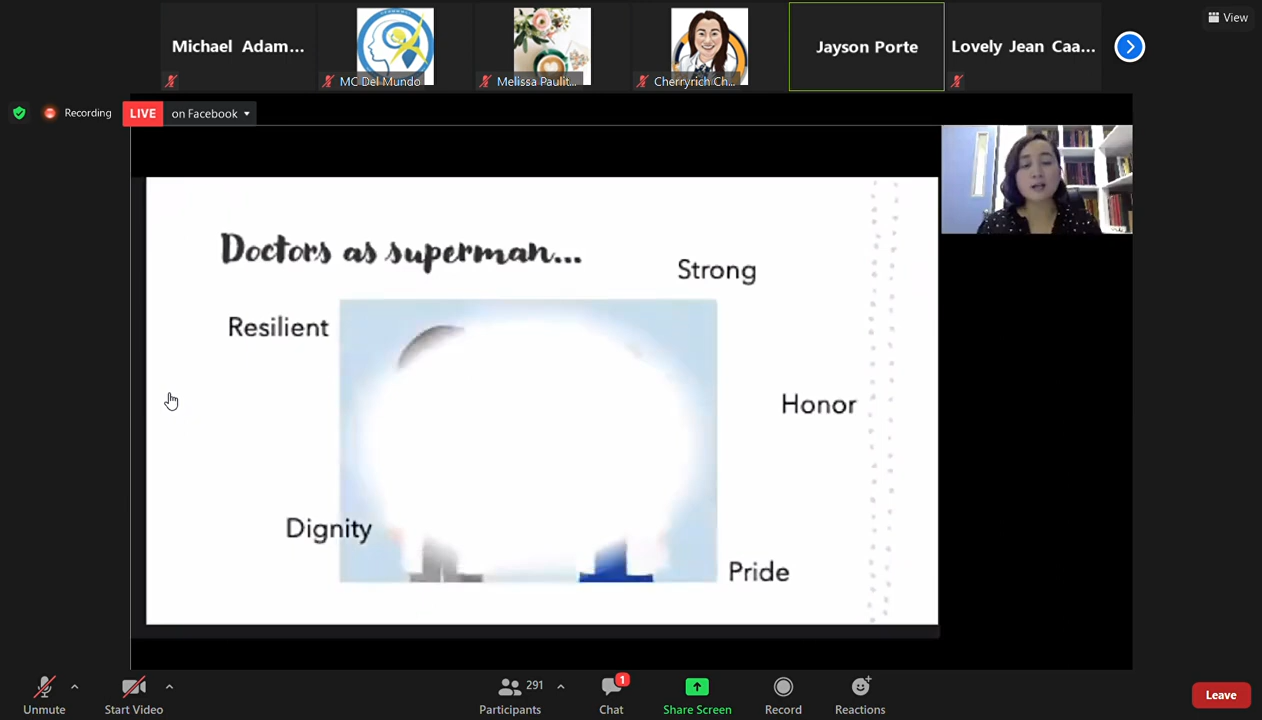 Michael Adam...
MC Del Mundo
Melissa Paulit...
Cherryrich Ch...
Jayson Porte
Lovely Jean Caa...
View
Recording
LIVE
on Facebook
Doctors as superman...
Strong
Resilient
Honor
Dignity
Pride
Unmute
Start Video
291
Participants
1
Chat
Share Screen
Record
Reactions
Leave